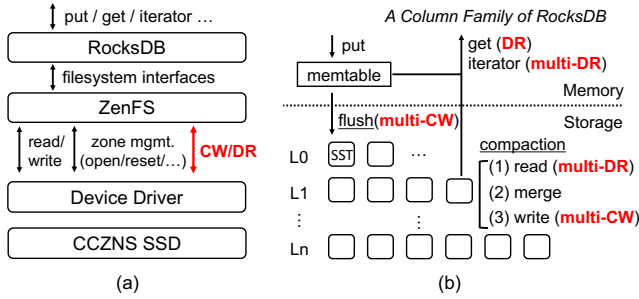 put / get / iterator ...
RocksDB
filesystem interfaces
ZenFS
read/
write
zone mgmt.
(open/reset/...)
CW/DR
Device Driver
CCZNS SSD
(a)
A Column Family of RocksDB
put
get (DR)
iterator (multi-DR)
memtable
Memory
Storage
flush(multi-CW)
compaction
L0
SST
...
(1) read (multi-DR)
L1
(2) merge
...
...
(3) write (multi-CW)
Ln
(b)